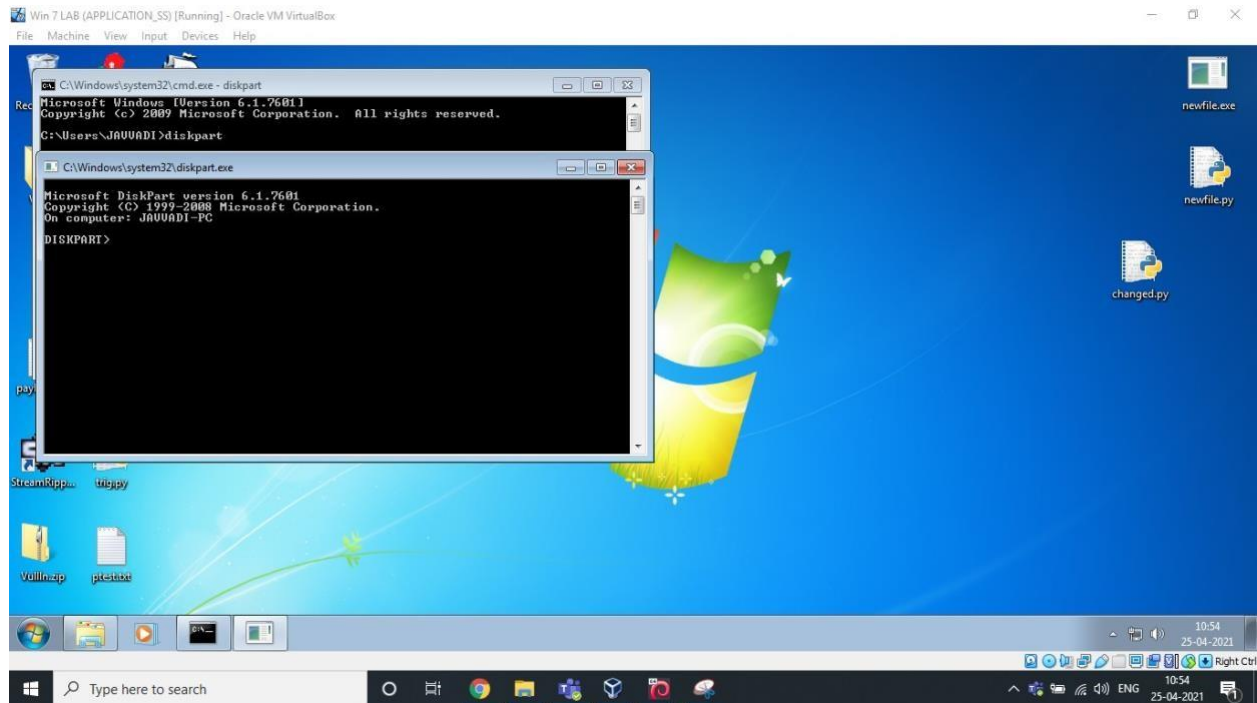 Win 7 LAB (APPLICATION_SS) [Running] - Oracle VM VirtualBox
File Machine View Input Devices Help
C:\Windows\system32\cmd.exe - diskpart
Microsoft Windows [Version 6.1.7601]
Copyright (c) 2009 Microsoft Corporation. All rights reserved.
C:\Users\JAVVADI>diskpart
C:\Windows\system32\diskpart.exe
Microsoft DiskPart version 6.1.7601
Copyright (C) 1999-2008 Microsoft Corporation.
On computer: JAVVADI-PC
DISKPART>
Rec
newfile.exe
newfile.py
changed.py
payl
StreamRipp...
trig.py
Vulln.zip
ptest.txt
10:54
25-04-2021
Right Ctrl
Type here to search
ENG
10:54
25-04-2021